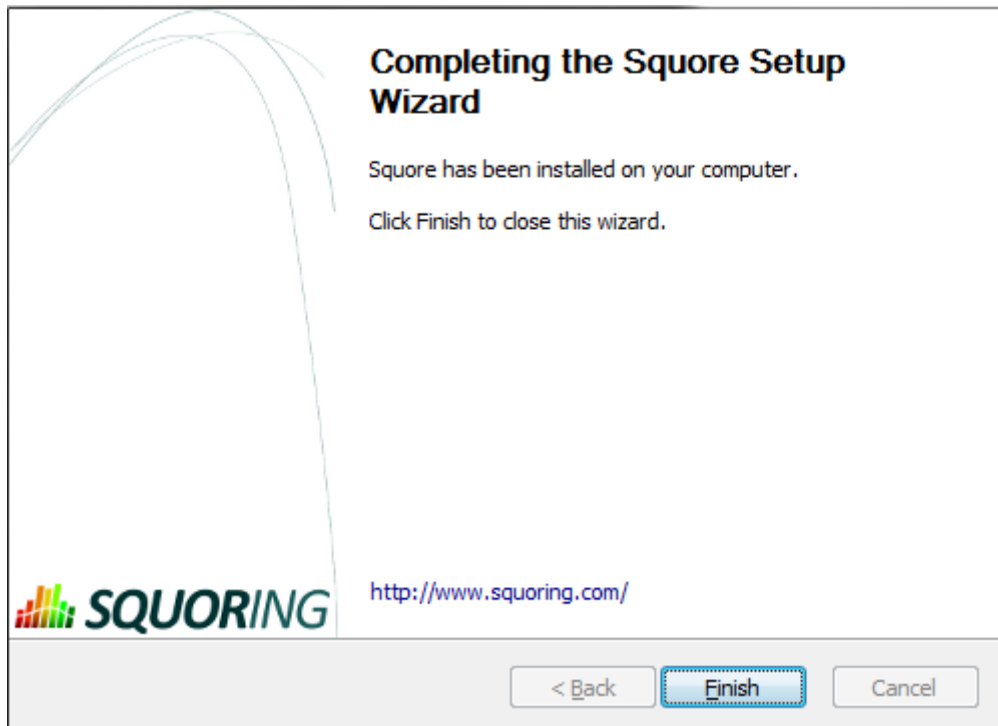 Completing the Squore Setup
Wizard
Squore has been installed on your computer.
Click Finish to close this wizard.
SQUORING
http://www.squoring.com/
< Back
Finish
Cancel